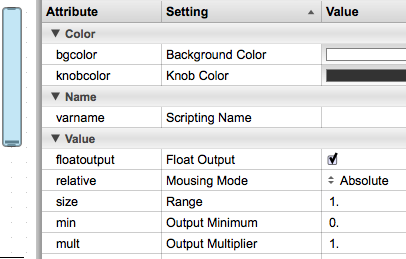 Attribute Setting Value
Color
bgcolor Background Color
knobcolor Knob Color
Name
varname Scripting Name
Value
floatoutput Float Output
relative Mousing Mode Absolute
size Range 1.
min Output Minimum 0.
mult Output Multiplier 1.